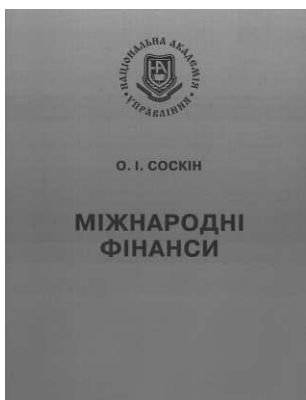 НАЦІОНАЛЬНА АКАДЕМІЯ
• УПРАВЛІННЯ •
О. І. СОСКІН
МІЖНАРОДНІ
ФІНАНСИ